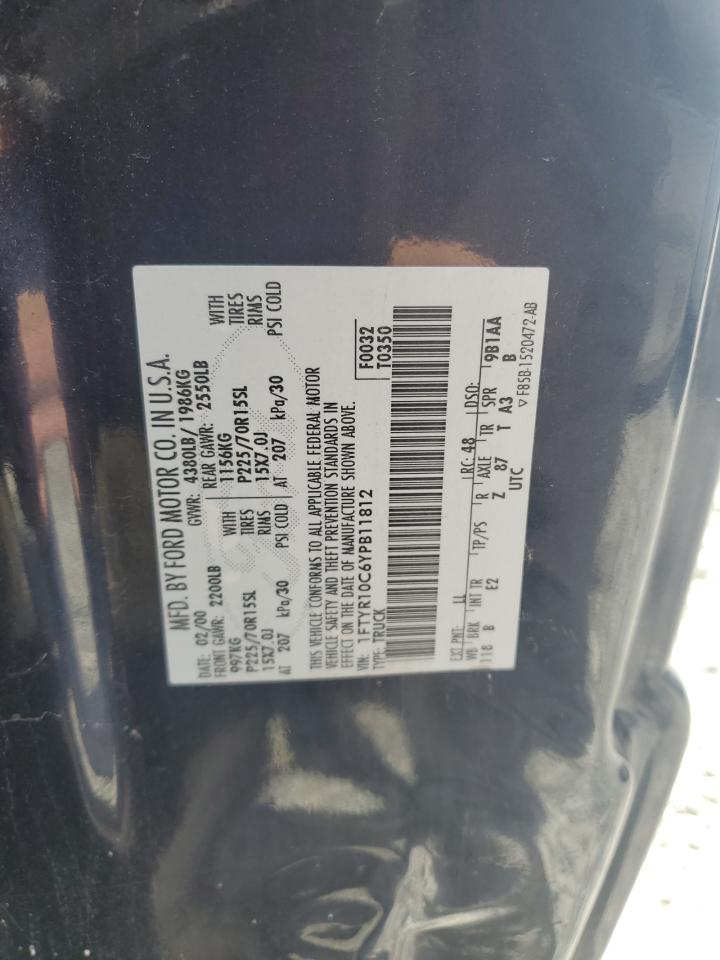 MFD. BY FORD MOTOR CO. IN U.S.A.
DATE: 02/00 GVWR: 4380LB/ 1986KG
FRONT GAWR: 2200LB REAR GAWR: 2550LB
997KG WITH 1156KG WITH
P225/70R15SL TIRES P225/70R15SL TIRES
15X7.0J RIMS 15X7.0J RIMS
AT 207 kPa/30 PSI COLD AT 207 kPa/30 PSI COLD
THIS VEHICLE CONFORMS TO ALL APPLICABLE FEDERAL MOTOR
VEHICLE SAFETY AND THEFT PREVENTION STANDARDS IN
EFFECT ON THE DATE OF MANUFACTURE SHOWN ABOVE.
VIN: 1FTYR10C6YPB11812 F0032
TYPE: TRUCK T0350
EXT PNT: LL RC: 48 DSO:
WB BRK INT TR TP/PS R AXLE TR SPR 9B1AA
118 B E2 Z 87 T A3 B
UTC
▽ F85B-1520472-AB